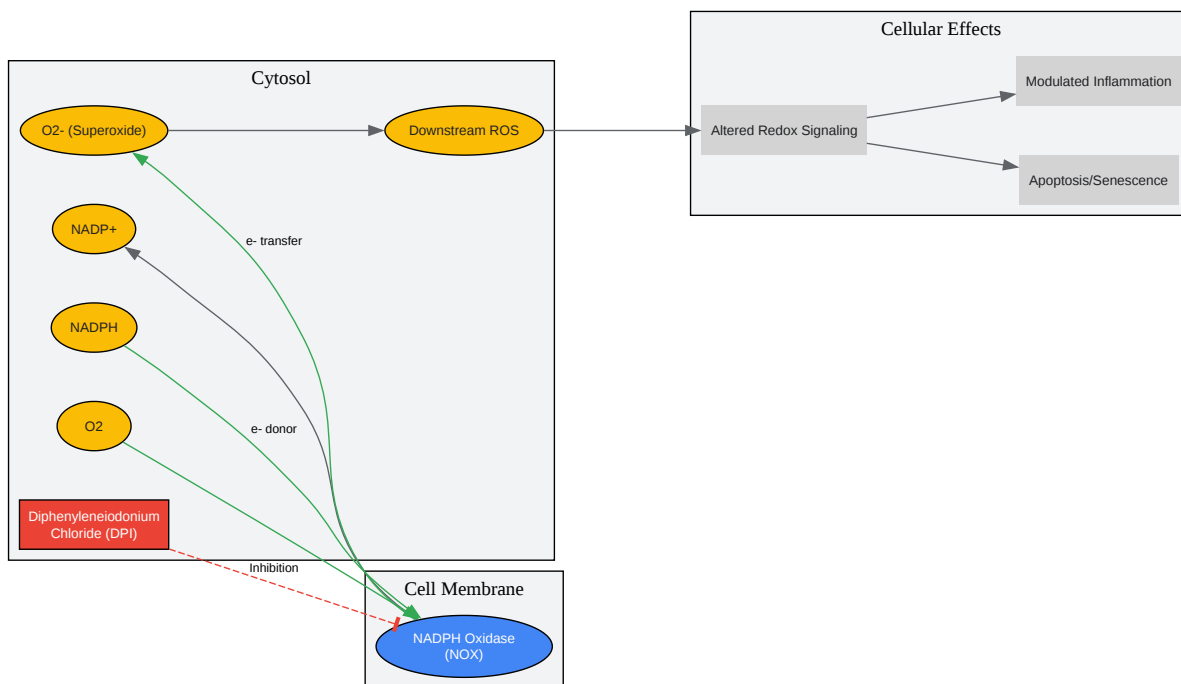 Cellular Effects
Cytosol
Modulated Inflammation
O2- (Superoxide)
Downstream ROS
Altered Redox Signaling
Apoptosis/Senescence
NADP+
e- transfer
NADPH
e- donor
O2
Diphenyleneiodonium
Chloride (DPI)
Inhibition
Cell Membrane
NADPH Oxidase
(NOX)